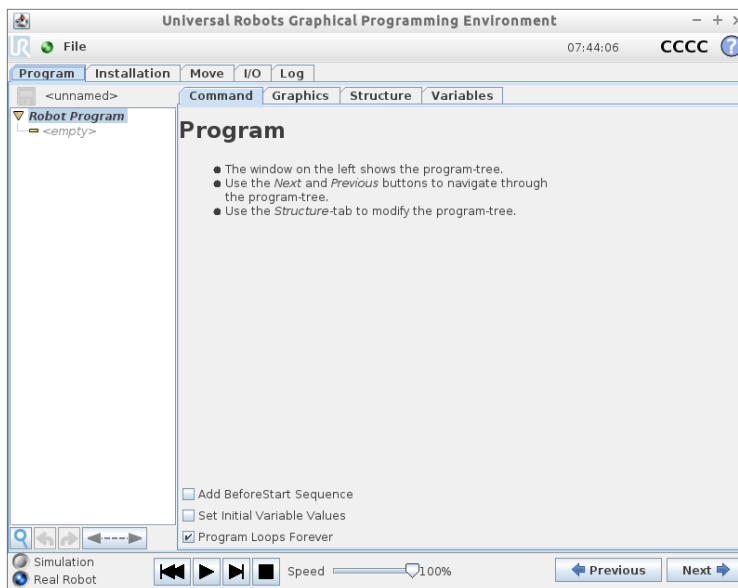 Universal Robots Graphical Programming Environment
File
07:44:06
CCCC
?
Program Installation Move I/O Log
<unnamed>
Command Graphics Structure Variables
Robot Program
<empty>
Program
The window on the left shows the program-tree.
Use the Next and Previous buttons to navigate through
the program-tree.
Use the Structure-tab to modify the program-tree.
Add BeforeStart Sequence
Set Initial Variable Values
Program Loops Forever
Simulation
Real Robot
Speed 100%
Previous
Next